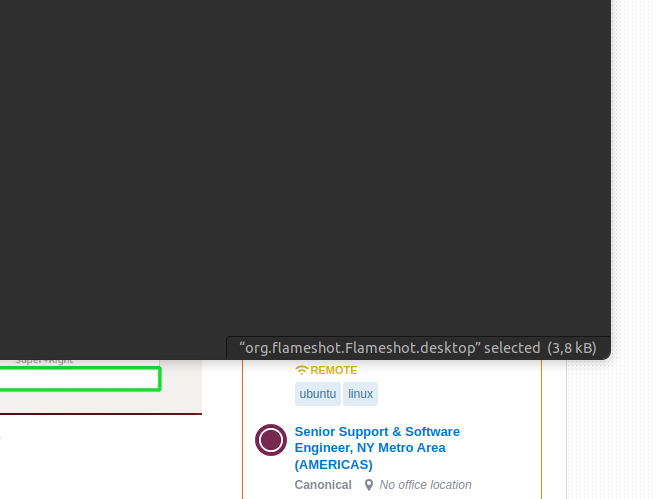 “org.flameshot.Flameshot.desktop” selected (3,8 kB)
Super+Right
REMOTE
ubuntu linux
Senior Support & Software
Engineer, NY Metro Area
(AMERICAS)
Canonical No office location